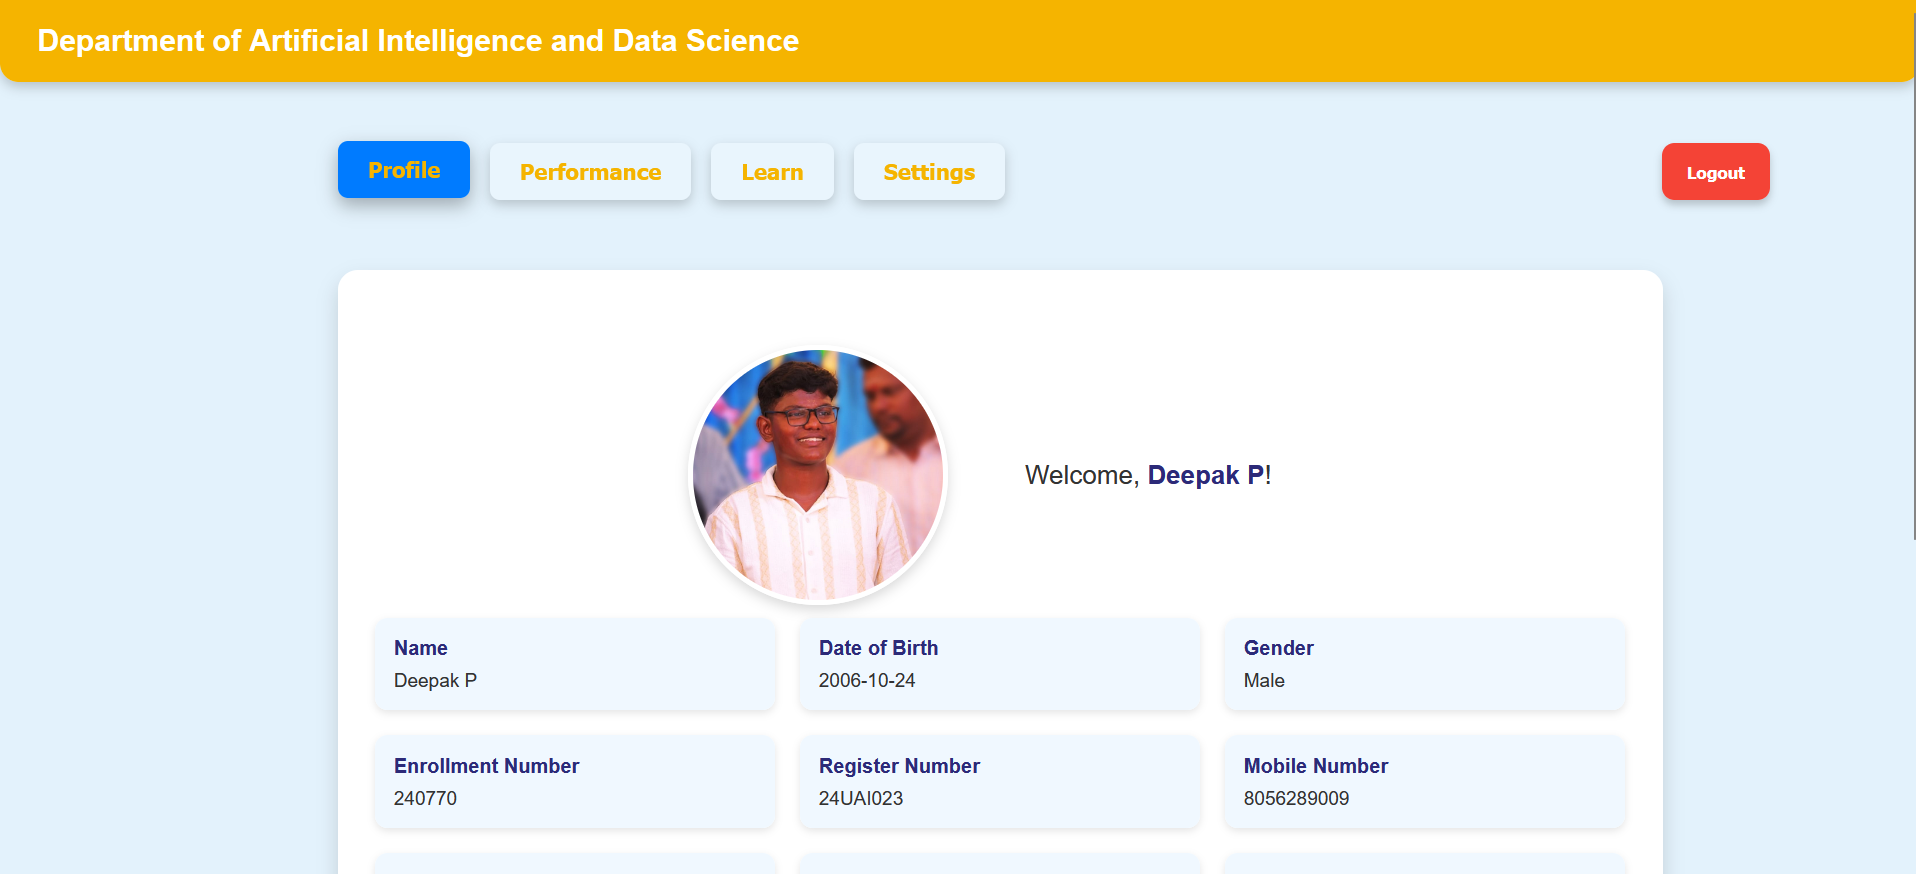 Department of Artificial Intelligence and Data Science
Profile
Performance
Learn
Settings
Logout
Welcome, Deepak P!
Name
Deepak P
Date of Birth
2006-10-24
Gender
Male
Enrollment Number
240770
Register Number
24UAI023
Mobile Number
8056289009